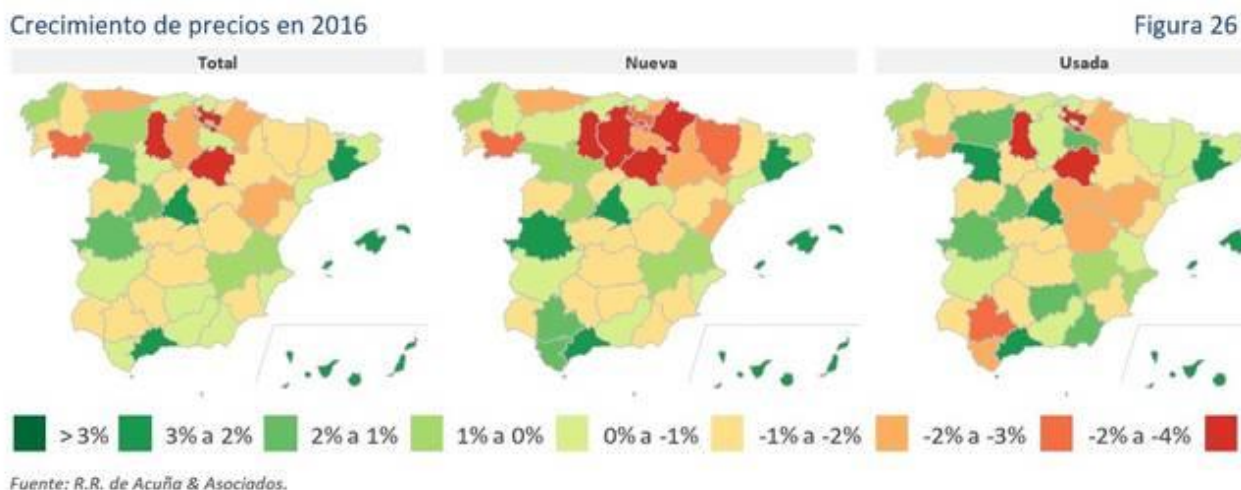 Crecimiento de precios en 2016 Figura 26
Total Nueva Usada
> 3% 3% a 2% 2% a 1% 1% a 0% 0% a -1% -1% a -2% -2% a -3% -2% a -4%
Fuente: R.R. de Acuña & Asociados.